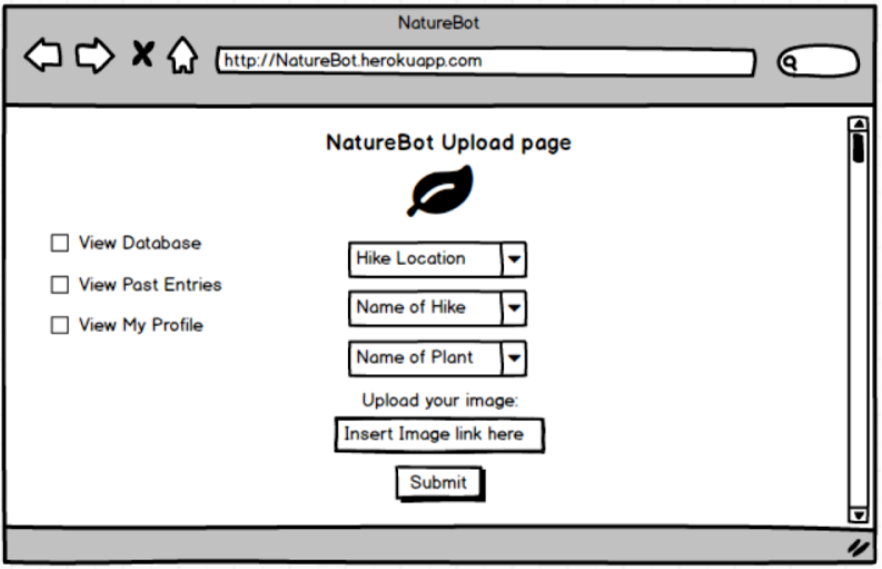 NatureBot
http://NatureBot.herokuapp.com
NatureBot Upload page
View Database
View Past Entries
View My Profile
Hike Location
Name of Hike
Name of Plant
Upload your image:
Insert Image link here
Submit